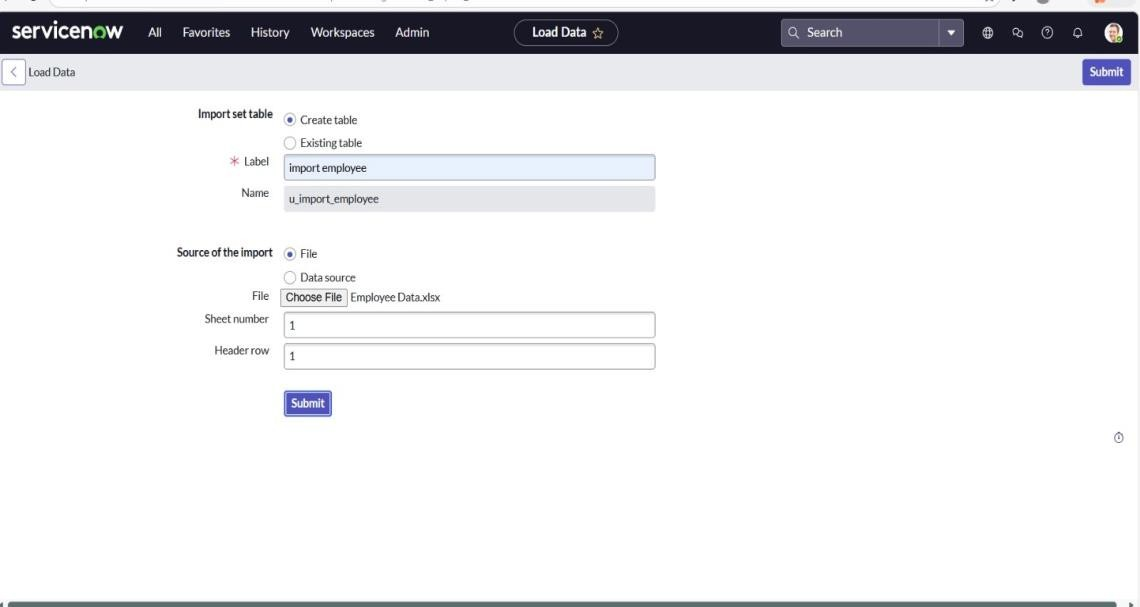 servicenow All Favorites History Workspaces Admin Load Data Search
Load Data Submit
Import set table Create table
Existing table
Label import employee
Name u_import_employee
Source of the import File
Data source
File Choose File Employee Data.xlsx
Sheet number 1
Header row 1
Submit